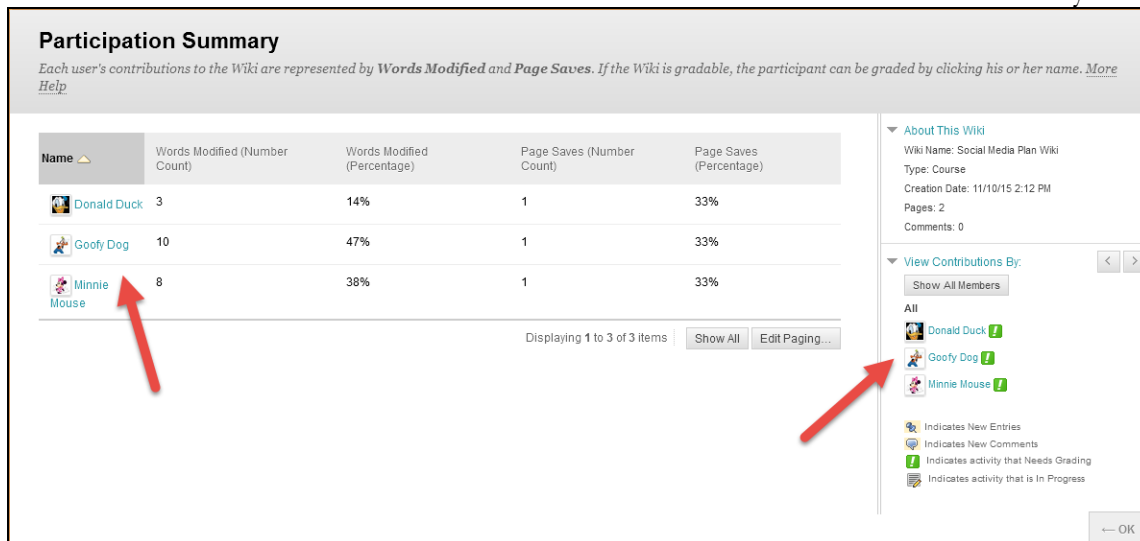 Participation Summary
Each user's contributions to the Wiki are represented by Words Modified and Page Saves. If the Wiki is gradable, the participant can be graded by clicking his or her name. More
Help
Name
Words Modified (Number
Count)
Words Modified
(Percentage)
Page Saves (Number
Count)
Page Saves
(Percentage)
Donald Duck 3 14% 1 33%
Goofy Dog 10 47% 1 33%
Minnie
Mouse
8 38% 1 33%
Displaying 1 to 3 of 3 items Show All Edit Paging...
About This Wiki
Wiki Name: Social Media Plan Wiki
Type: Course
Creation Date: 11/10/15 2:12 PM
Pages: 2
Comments: 0
View Contributions By: < >
Show All Members
All
Donald Duck !
Goofy Dog !
Minnie Mouse !
Indicates New Entries
Indicates New Comments
! Indicates activity that Needs Grading
Indicates activity that is In Progress
← OK